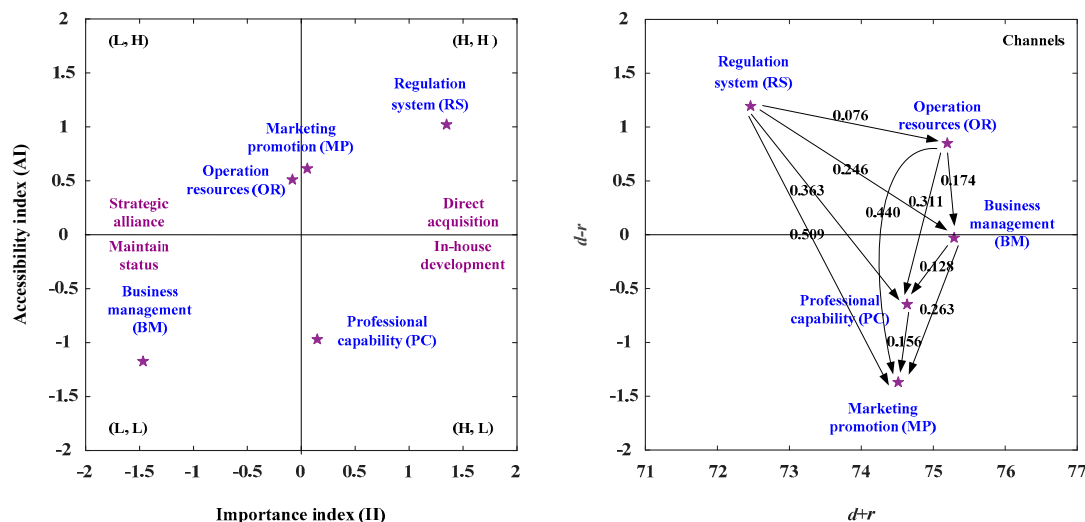 2
1.5
1
0.5
0
-0.5
-1
-1.5
-2
Accessibility index (AI)
(L, H)
(H, H )
Regulation
system (RS)
Marketing
promotion (MP)
Operation
resources (OR)
Strategic
alliance
Direct
acquisition
Maintain
status
In-house
development
Business
management
(BM)
Professional
capability (PC)
(L, L)
(H, L)
-2
-1.5
-1
-0.5
0
0.5
1
1.5
2
Importance index (II)
2
1.5
1
0.5
0
-0.5
-1
-1.5
-2
d-r
Channels
Regulation
system (RS)
Operation
resources (OR)
0.076
0.246
0.174
0.363
0.311
0.440
0.509
Business
management
(BM)
0.128
Professional
capability (PC)
0.263
0.156
Marketing
promotion (MP)
71
72
73
74
75
76
77
d+r